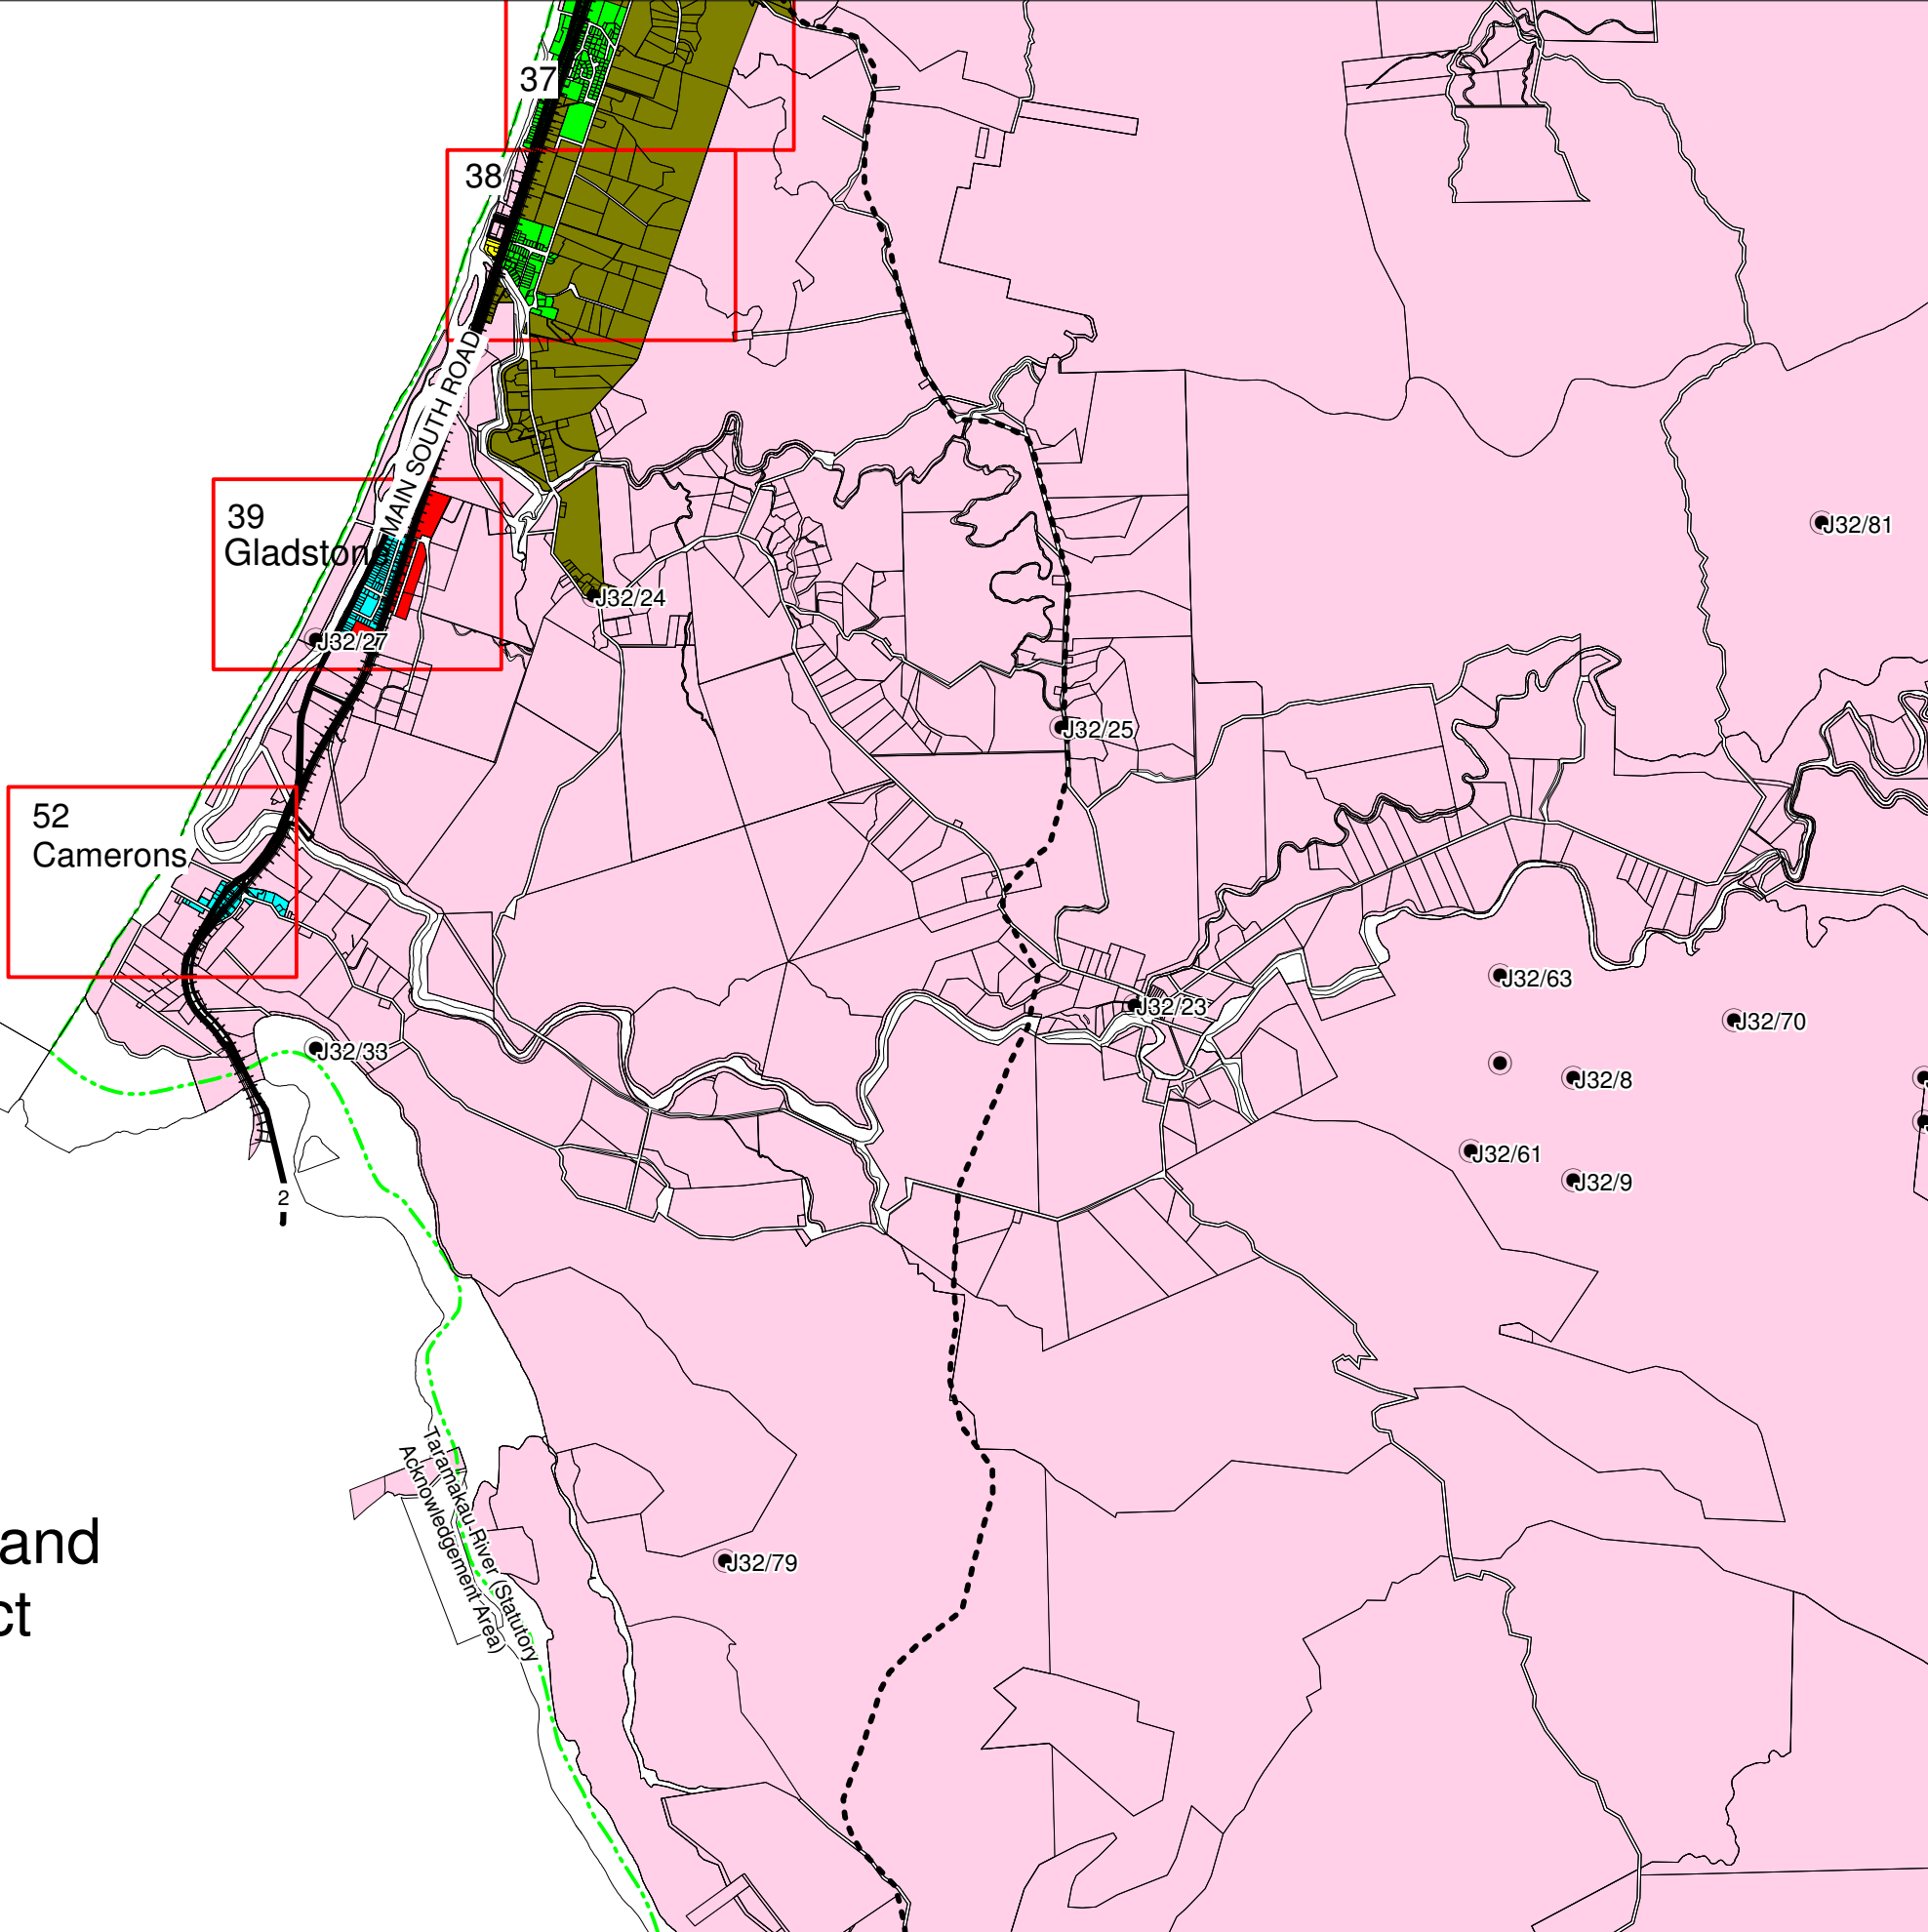 37
38
MAIN SOUTH ROAD
39
Gladstone
J32/81
J32/24
J32/27
J32/25
52
Camerons
J32/63
J32/23
J32/70
J32/33
J32/8
J32/61
J32/9
2
Taramakau-River (Statutory
Acknowledgement Area)
and
ct
J32/79